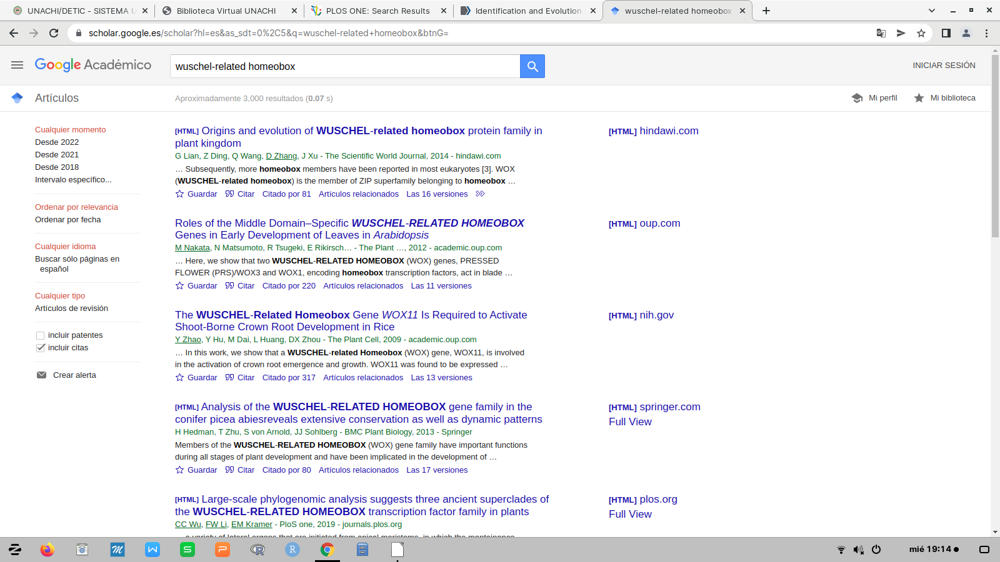 UNACHI/DETIC - SISTEMA U
Biblioteca Virtual UNACHI
PLOS ONE: Search Results
Identification and Evolution
wuschel-related homeobox
scholar.google.es/scholar?hl=es&as_sdt=0%2C5&q=wuschel-related+homeobox&btnG=
Google Académico
wuschel-related homeobox
INICIAR SESIÓN
Artículos
Aproximadamente 3,000 resultados (0.07 s)
Mi perfil
Mi biblioteca
Cualquier momento
Desde 2022
Desde 2021
Desde 2018
Intervalo específico...
Ordenar por relevancia
Ordenar por fecha
Cualquier idioma
Buscar sólo páginas en
español
Cualquier tipo
Artículos de revisión
incluir patentes
incluir citas
Crear alerta
[HTML] Origins and evolution of WUSCHEL-related homeobox protein family in
plant kingdom
G Lian, Z Ding, Q Wang, D Zhang, J Xu - The Scientific World Journal, 2014 - hindawi.com
… Subsequently, more homeobox members have been reported in most eukaryotes [3]. WOX
(WUSCHEL-related homeobox) is the member of ZIP superfamily belonging to homeobox …
Guardar Citar Citado por 81 Artículos relacionados Las 16 versiones
[HTML] hindawi.com
Roles of the Middle Domain–Specific WUSCHEL-RELATED HOMEOBOX
Genes in Early Development of Leaves in Arabidopsis
M Nakata, N Matsumoto, R Tsugeki, E Rikirsch… - The Plant …, 2012 - academic.oup.com
… Here, we show that two WUSCHEL-RELATED HOMEOBOX (WOX) genes, PRESSED
FLOWER (PRS)/WOX3 and WOX1, encoding homeobox transcription factors, act in blade …
Guardar Citar Citado por 220 Artículos relacionados Las 11 versiones
[HTML] oup.com
The WUSCHEL-Related Homeobox Gene WOX11 Is Required to Activate
Shoot-Borne Crown Root Development in Rice
Y Zhao, Y Hu, M Dai, L Huang, DX Zhou - The Plant Cell, 2009 - academic.oup.com
… In this work, we show that a WUSCHEL-related Homeobox (WOX) gene, WOX11, is involved
in the activation of crown root emergence and growth. WOX11 was found to be expressed …
Guardar Citar Citado por 317 Artículos relacionados Las 13 versiones
[HTML] nih.gov
[HTML] Analysis of the WUSCHEL-RELATED HOMEOBOX gene family in the
conifer picea abiesreveals extensive conservation as well as dynamic patterns
H Hedman, T Zhu, S von Arnold, JJ Sohlberg - BMC Plant Biology, 2013 - Springer
Members of the WUSCHEL-RELATED HOMEOBOX (WOX) gene family have important functions
during all stages of plant development and have been implicated in the development of …
Guardar Citar Citado por 80 Artículos relacionados Las 17 versiones
[HTML] springer.com
Full View
[HTML] Large-scale phylogenomic analysis suggests three ancient superclades of
the WUSCHEL-RELATED HOMEOBOX transcription factor family in plants
CC Wu, FW Li, EM Kramer - PloS one, 2019 - journals.plos.org
… a variety of lateral organs that are initiated from apical meristems, in which the maintenance
[HTML] plos.org
Full View
mié 19:14